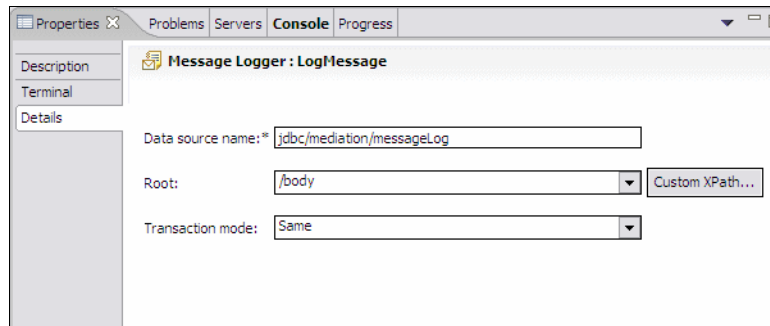 Properties Problems Servers Console Progress
Message Logger : LogMessage
Description
Terminal
Details
Data source name:* jdbc/mediation/messageLog
Root: /body Custom XPath...
Transaction mode: Same